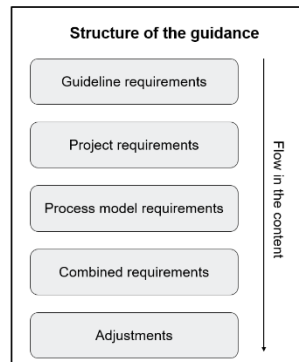 Structure of the guidance
Guideline requirements
Project requirements
Process model requirements
Combined requirements
Adjustments
Flow in the content